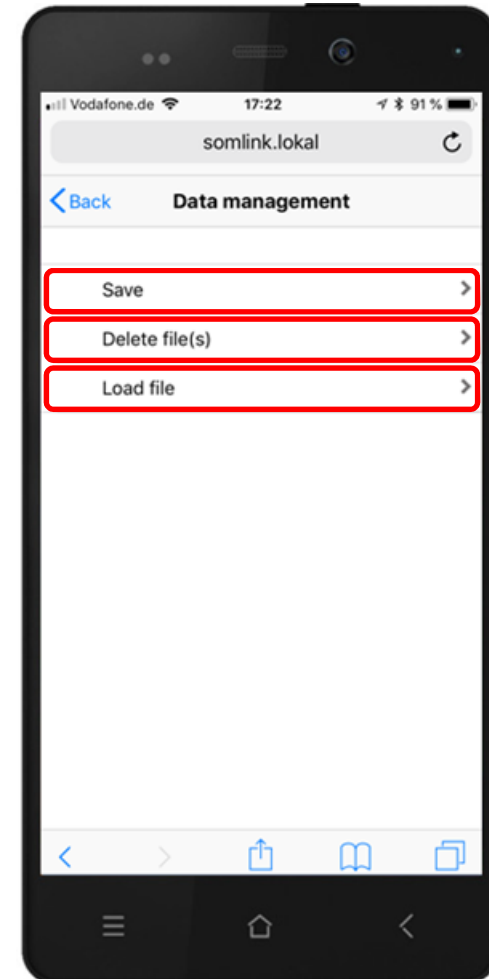 Vodafone.de 17:22 91 %
somlink.lokal
Back Data management
Save
Delete file(s)
Load file